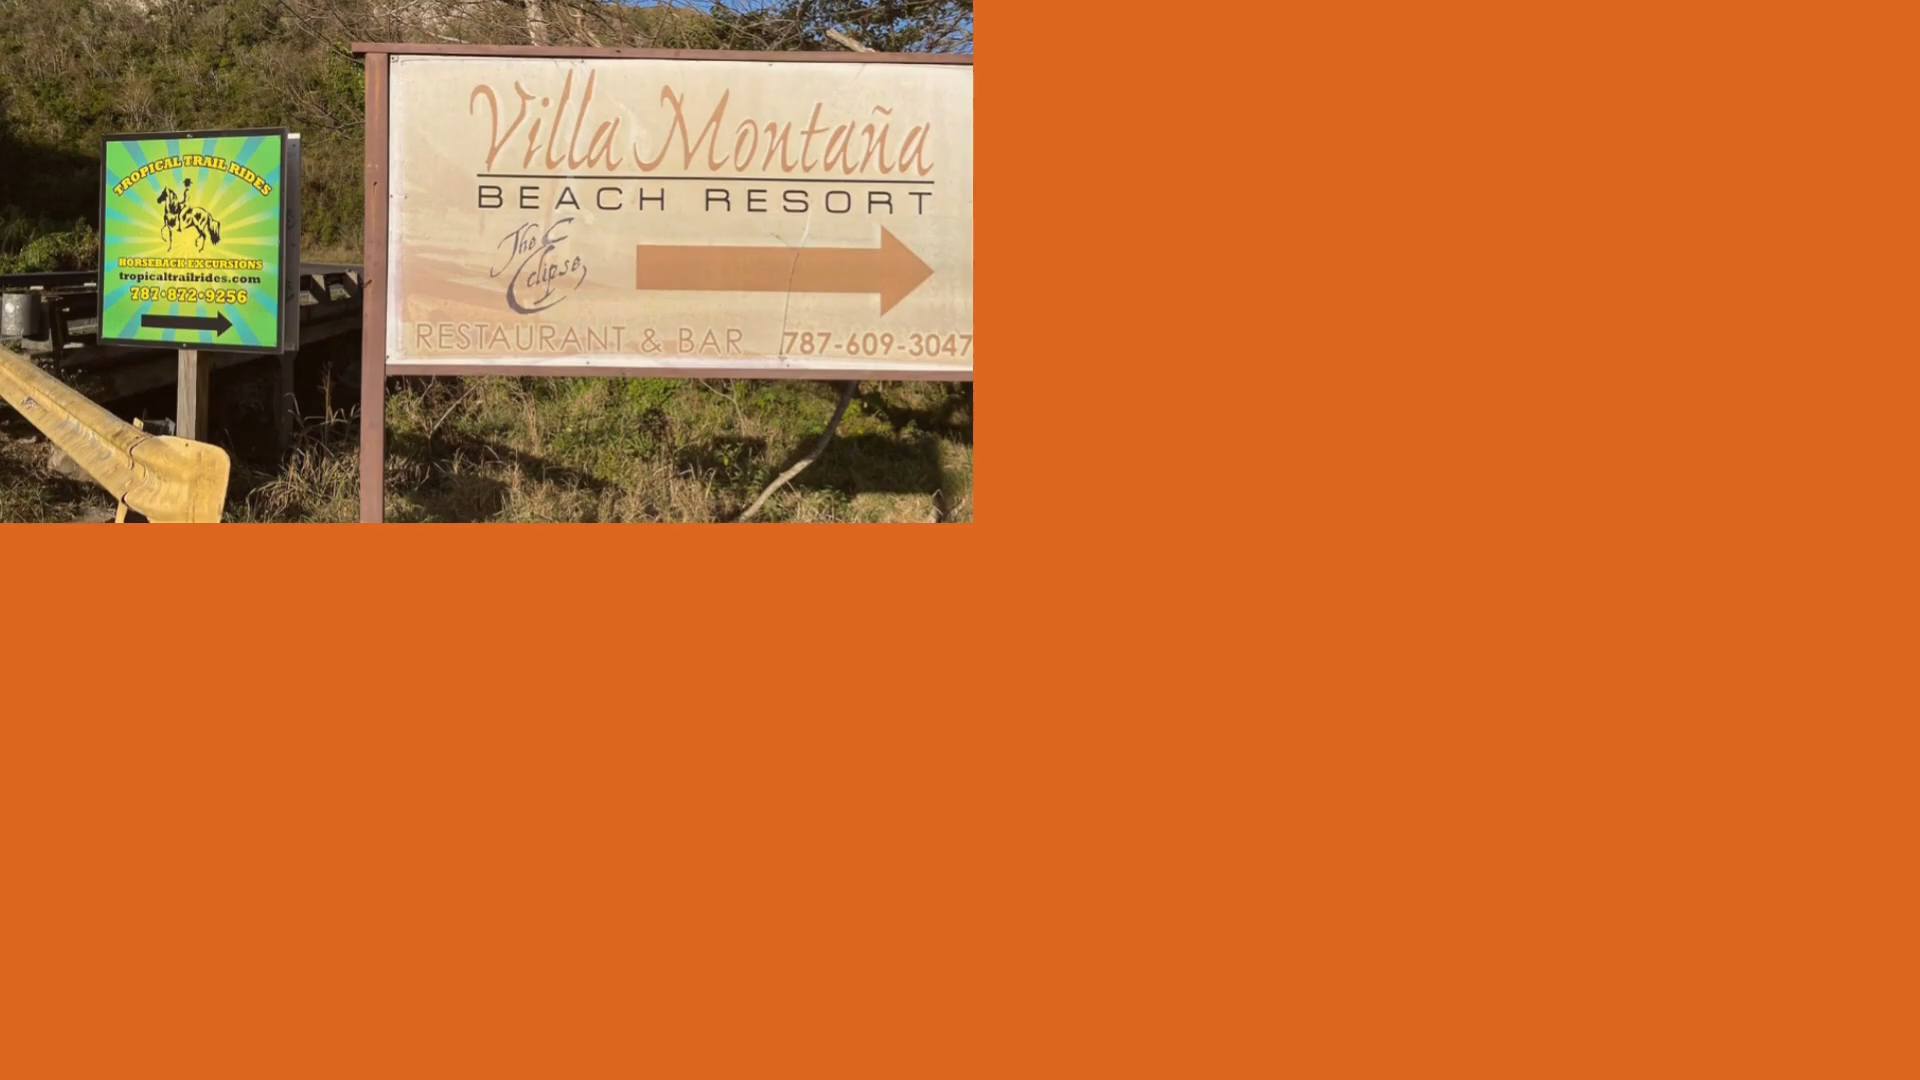 TROPICAL TRAIL RIDES
HORSEBACK EXCURSIONS
tropicaltrailrides.com
787•872•9256
Villa Montaña
BEACH RESORT
The Eclipse
RESTAURANT & BAR 787-609-3047